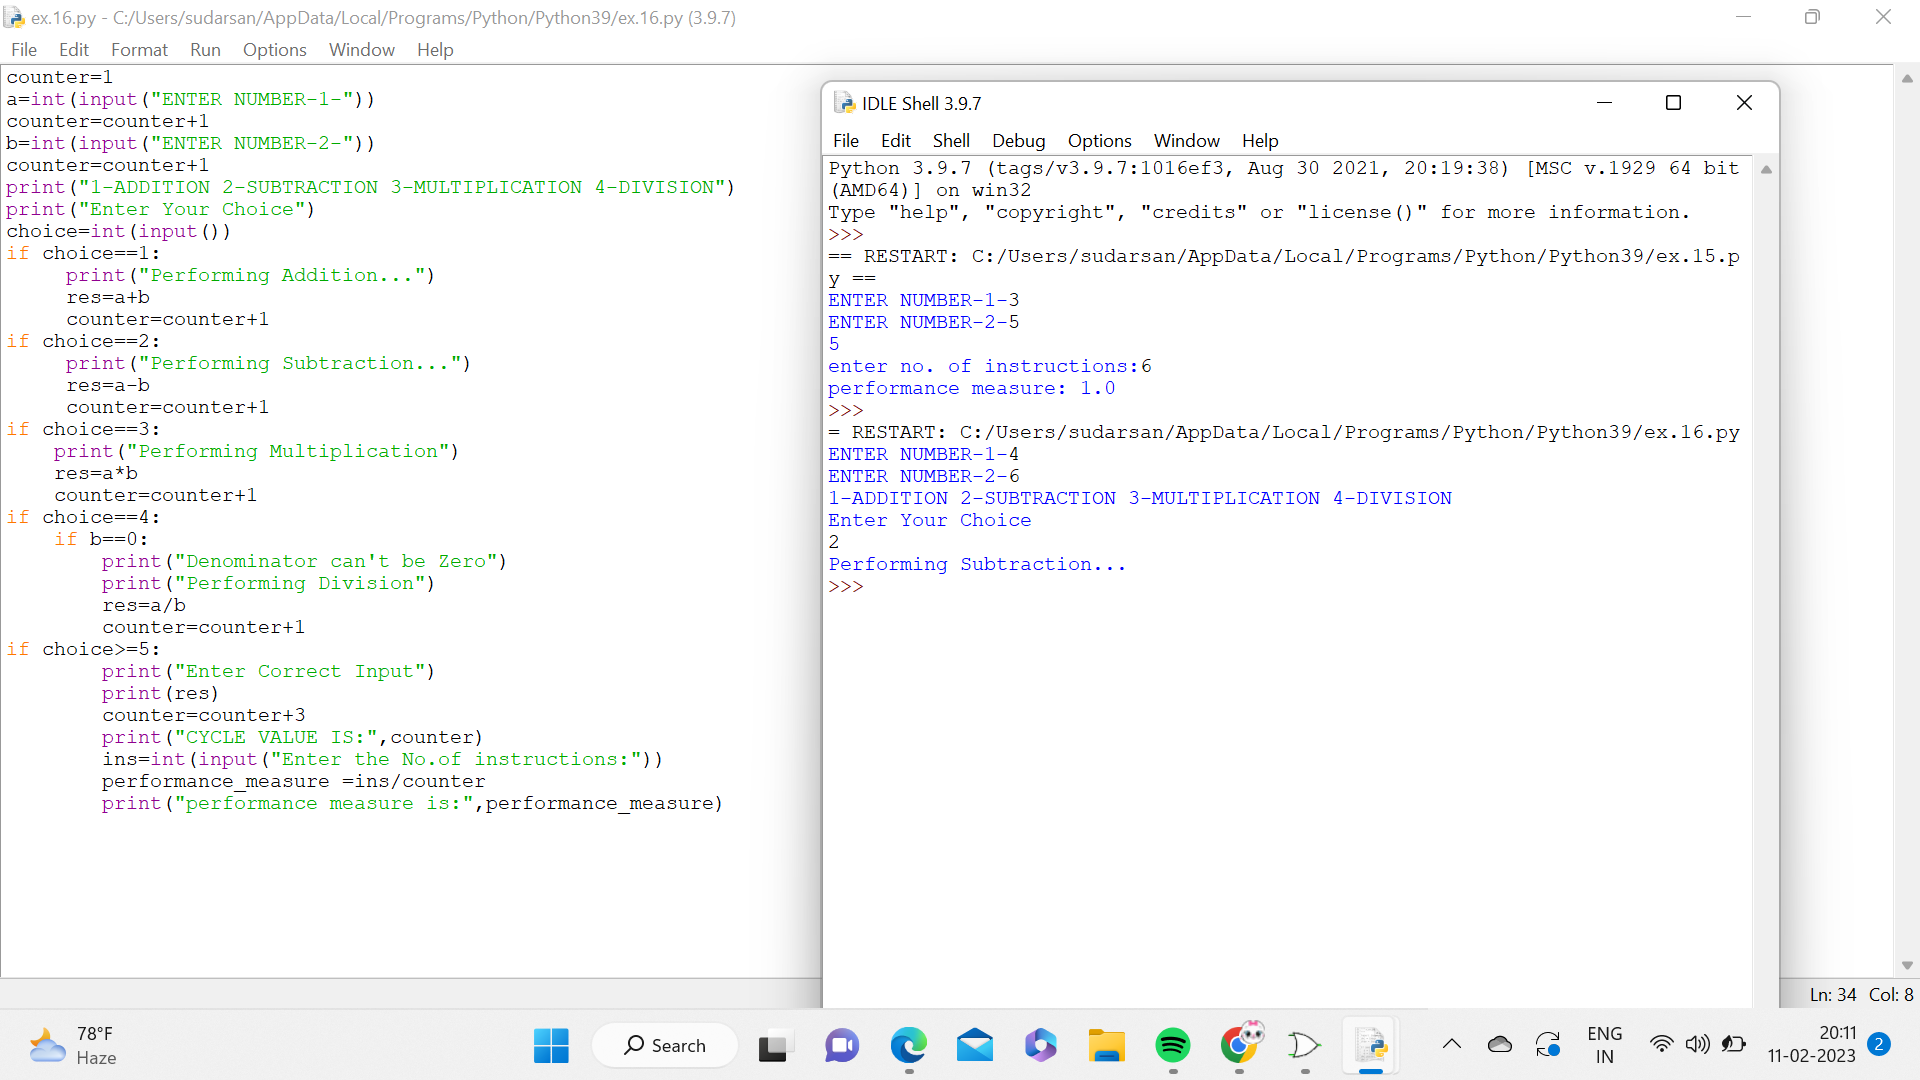 ex.16.py - C:/Users/sudarsan/AppData/Local/Programs/Python/Python39/ex.16.py (3.9.7)
File Edit Format Run Options Window Help
counter=1
a=int(input("ENTER NUMBER-1-"))
counter=counter+1
b=int(input("ENTER NUMBER-2-"))
counter=counter+1
print("1-ADDITION 2-SUBTRACTION 3-MULTIPLICATION 4-DIVISION")
print("Enter Your Choice")
choice=int(input())
if choice==1:
     print("Performing Addition...")
     res=a+b
     counter=counter+1
if choice==2:
     print("Performing Subtraction...")
     res=a-b
     counter=counter+1
if choice==3:
    print("Performing Multiplication")
    res=a*b
    counter=counter+1
if choice==4:
    if b==0:
        print("Denominator can't be Zero")
        print("Performing Division")
        res=a/b
        counter=counter+1
if choice>=5:
        print("Enter Correct Input")
        print(res)
        counter=counter+3
        print("CYCLE VALUE IS:",counter)
        ins=int(input("Enter the No.of instructions:"))
        performance_measure =ins/counter
        print("performance measure is:",performance_measure)
IDLE Shell 3.9.7
File Edit Shell Debug Options Window Help
Python 3.9.7 (tags/v3.9.7:1016ef3, Aug 30 2021, 20:19:38) [MSC v.1929 64 bit
(AMD64)] on win32
Type "help", "copyright", "credits" or "license()" for more information.
>>>
== RESTART: C:/Users/sudarsan/AppData/Local/Programs/Python/Python39/ex.15.p
y ==
ENTER NUMBER-1-3
ENTER NUMBER-2-5
5
enter no. of instructions:6
performance measure: 1.0
>>>
= RESTART: C:/Users/sudarsan/AppData/Local/Programs/Python/Python39/ex.16.py
ENTER NUMBER-1-4
ENTER NUMBER-2-6
1-ADDITION 2-SUBTRACTION 3-MULTIPLICATION 4-DIVISION
Enter Your Choice
2
Performing Subtraction...
>>>
Ln: 34 Col: 8
78°F
Haze
Search
ENG
IN
20:11
11-02-2023
2